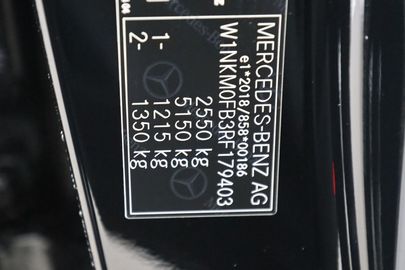 MERCEDES-BENZ AG
e1*2018/858*00186
W1NKM0FB3RF179403
2550 kg
5150 kg
1- 1215 kg
2- 1350 kg